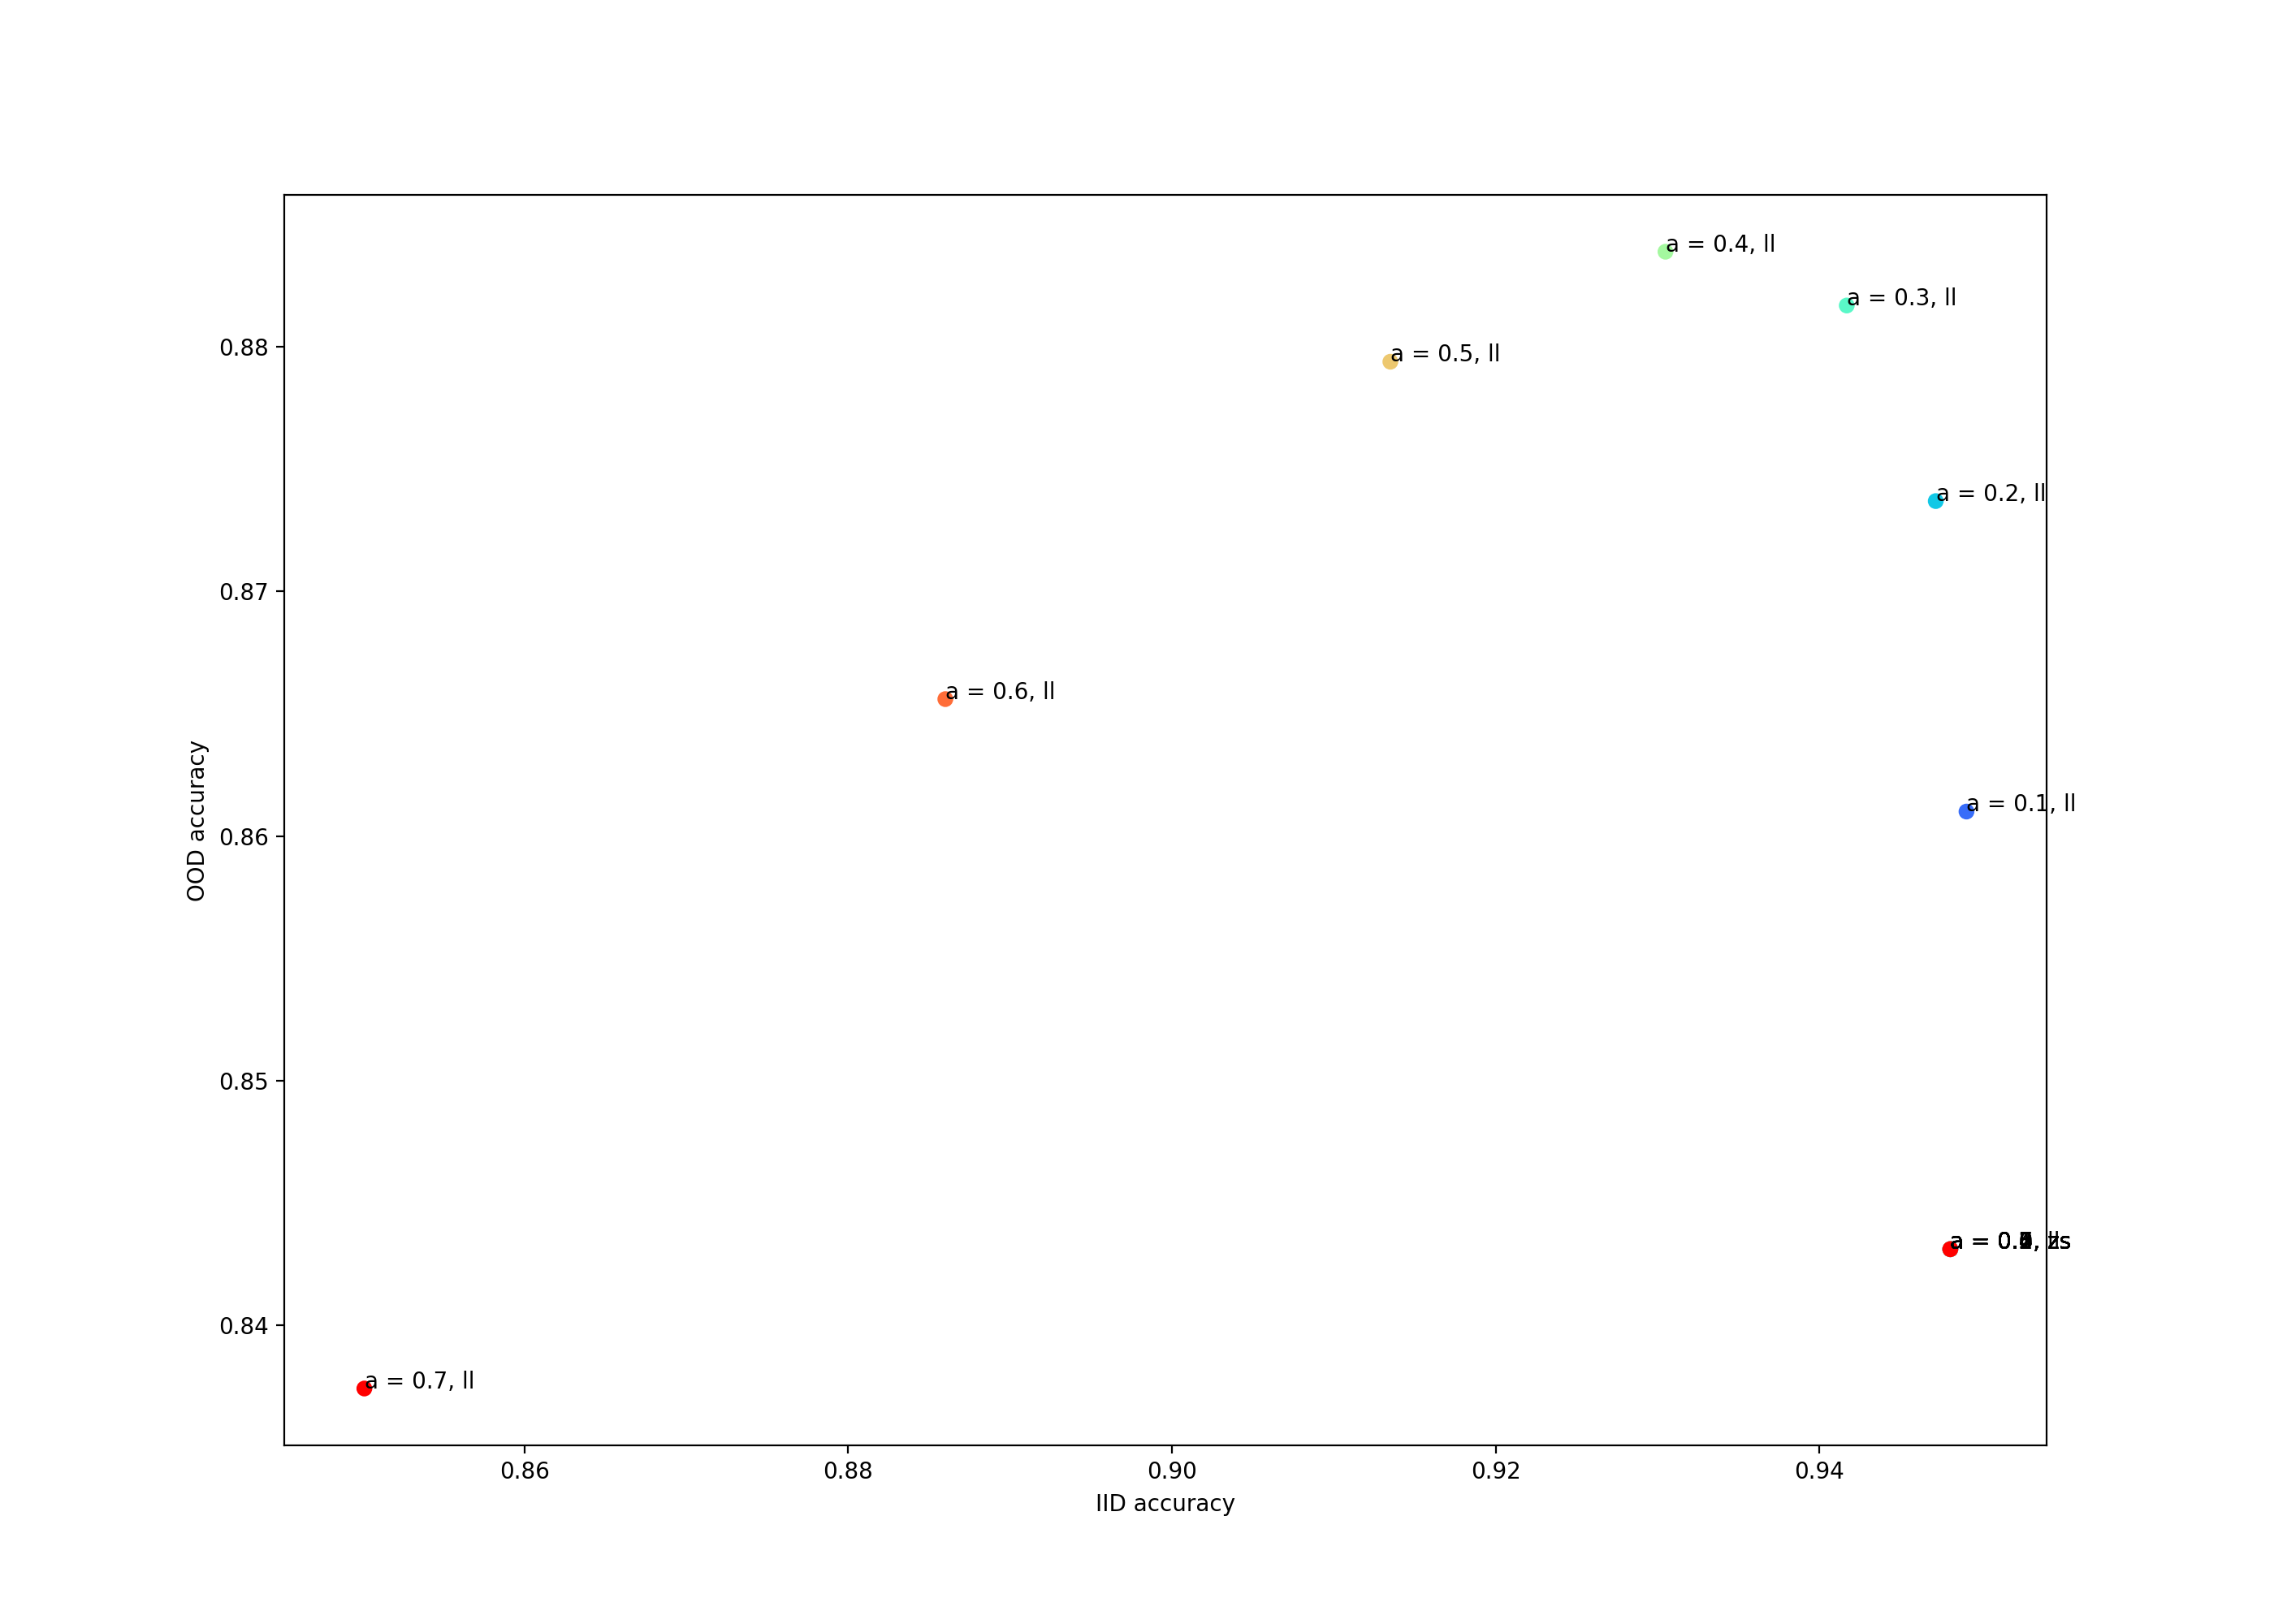 a = 0.4, ll
a = 0.3, ll
0.88
a = 0.5, ll
a = 0.2, ll
0.87
a = 0.6, ll
a = 0.1, ll
0.86
OOD accuracy
0.85
a =
0.84
a = 0.7, ll
0.86 0.88 0.90 0.92 0.94
IID accuracy